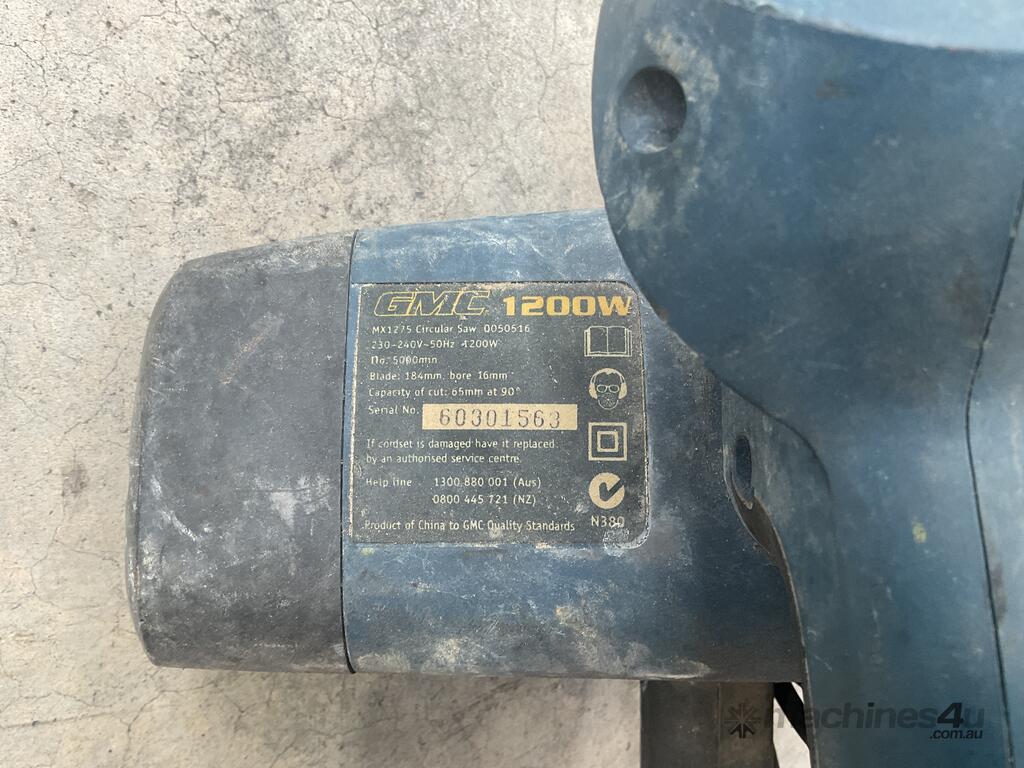 GMC 1200W
MX1275 Circular Saw 0050516
230-240V~50Hz 1200W
no. 5000min
Blade: 184mm, bore 16mm
Capacity of cut: 65mm at 90°
Serial No. 60301563
If cordset is damaged have it replaced
by an authorised service centre.
Help line 1300 880 001 (Aus)
0800 445 721 (NZ)
N380
Product of China to GMC Quality Standards
machines4u
.com.au